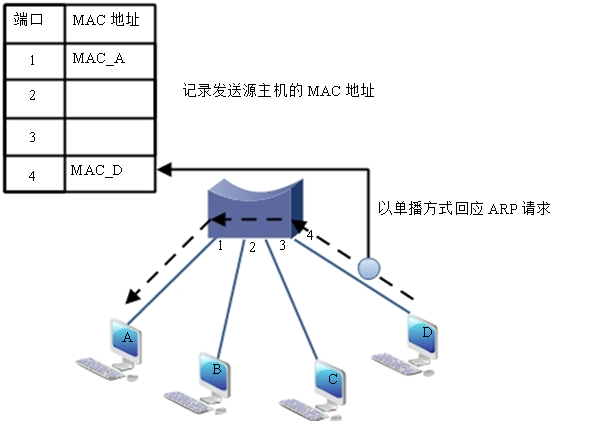 端口 MAC 地址
1 MAC_A
2
3
4 MAC_D
记录发送源主机的 MAC 地址
以单播方式回应 ARP 请求
1 2 3 4
A
B
C
D